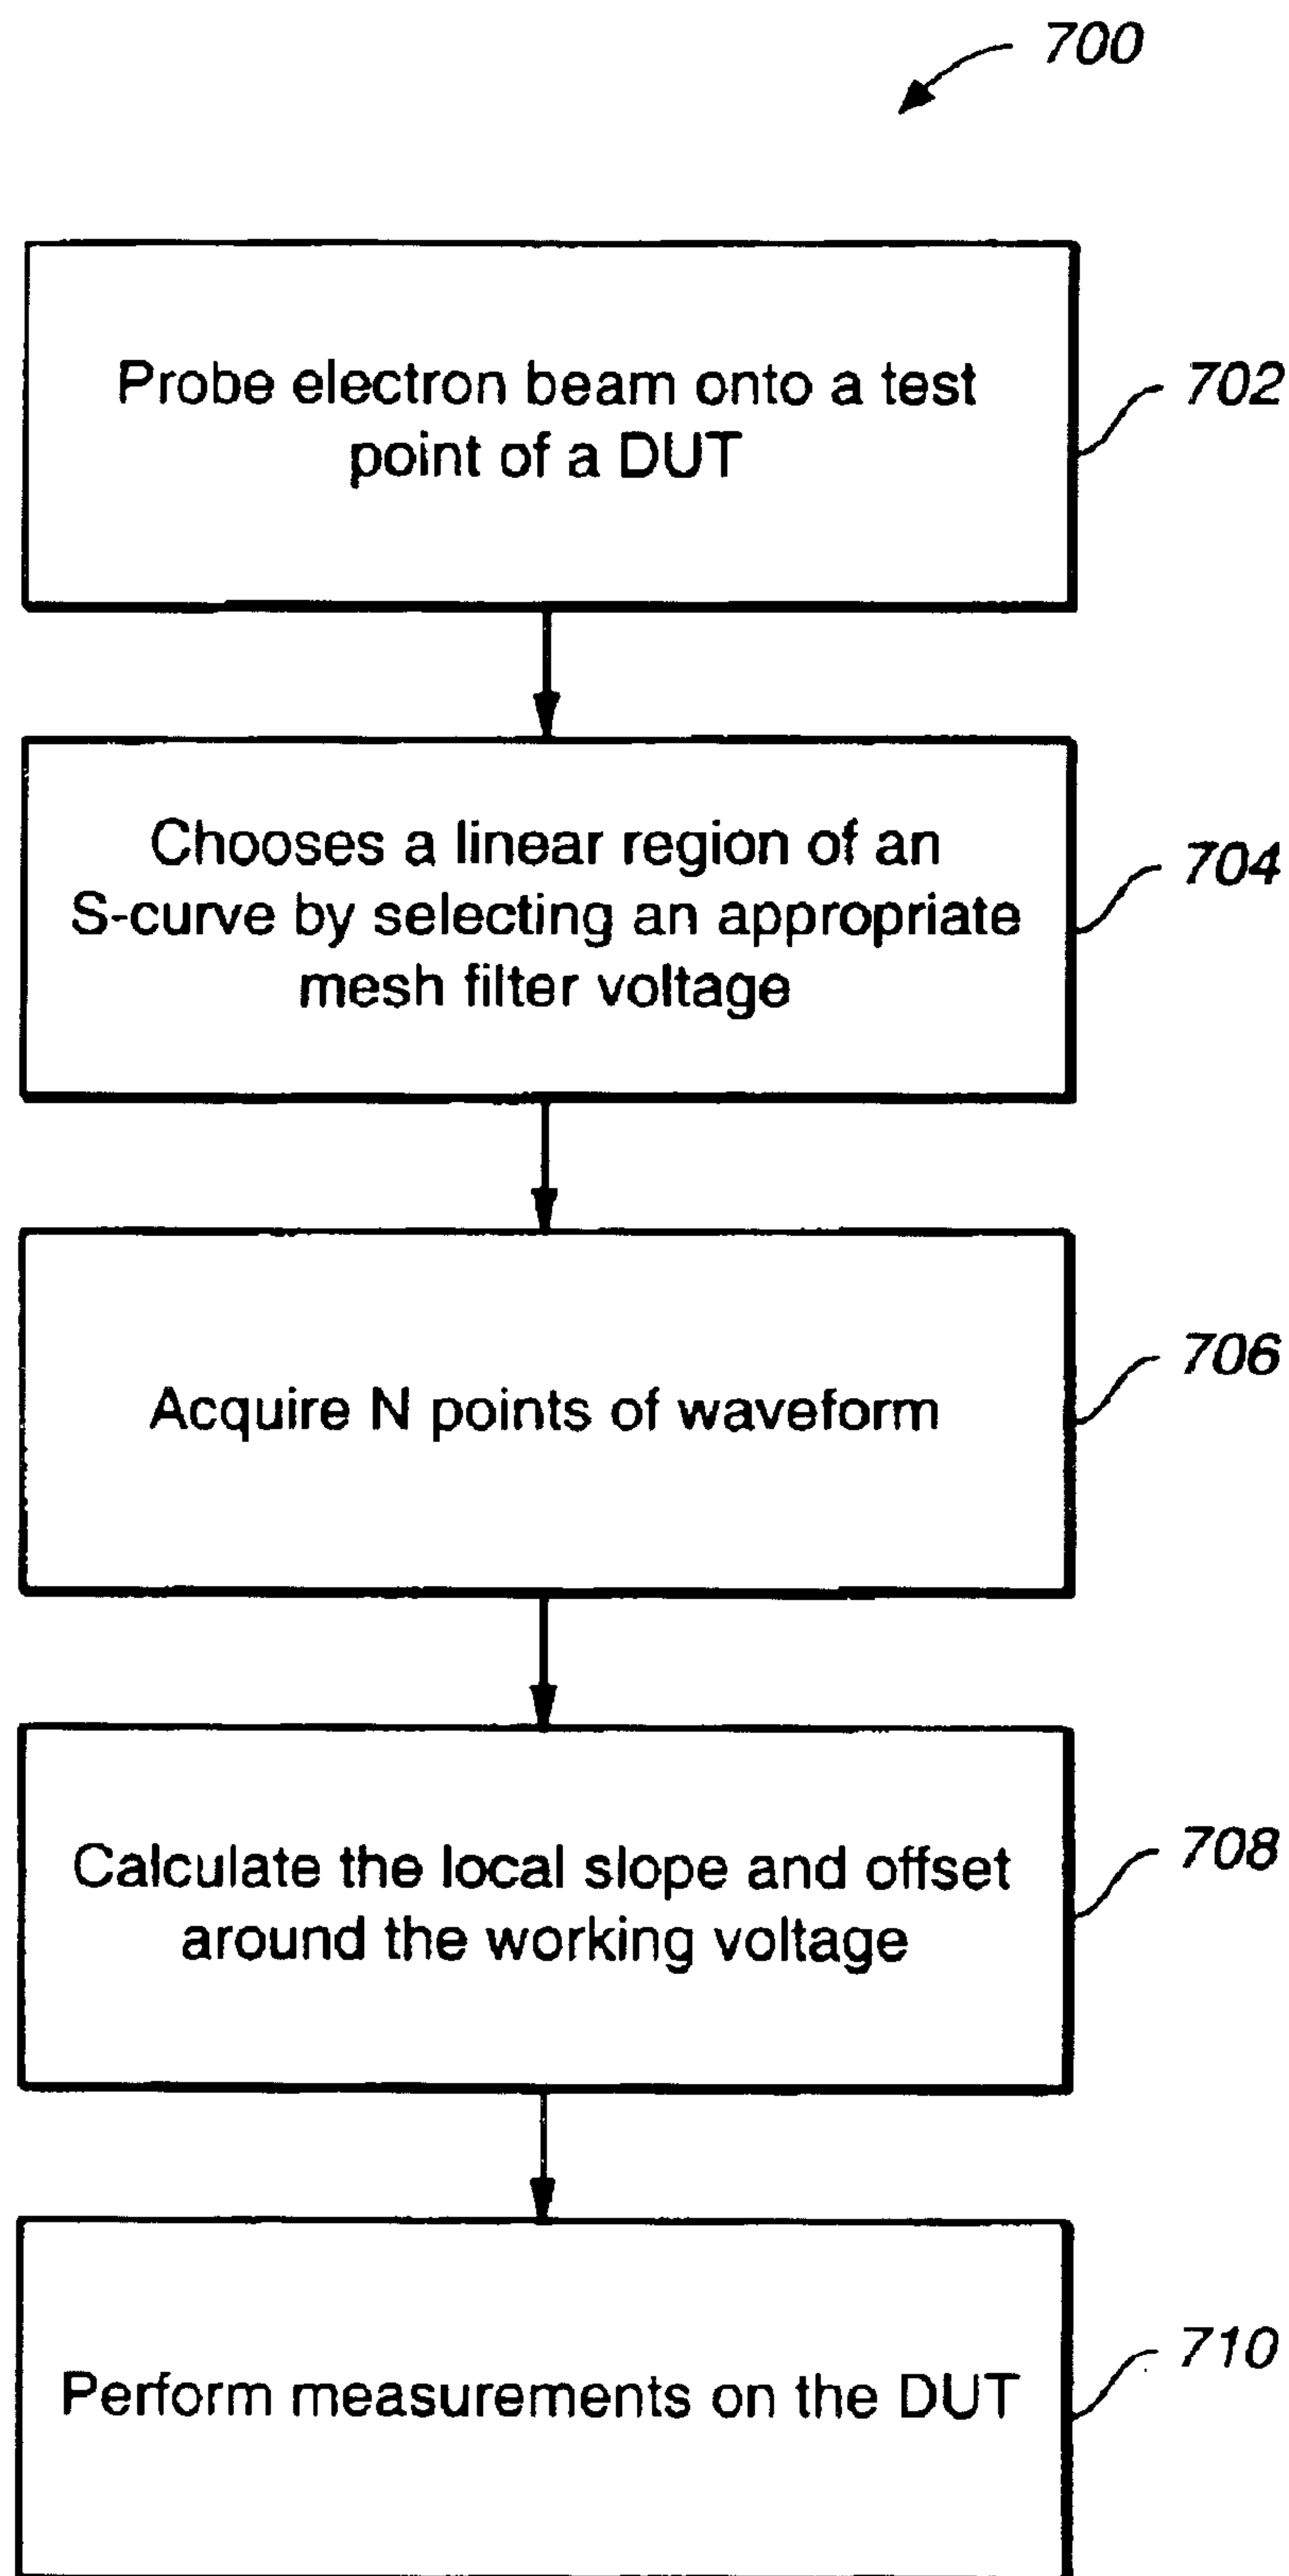 700
Probe electron beam onto a test
point of a DUT
702
Chooses a linear region of an
S-curve by selecting an appropriate
mesh filter voltage
704
Acquire N points of waveform
706
Calculate the local slope and offset
around the working voltage
708
Perform measurements on the DUT
710